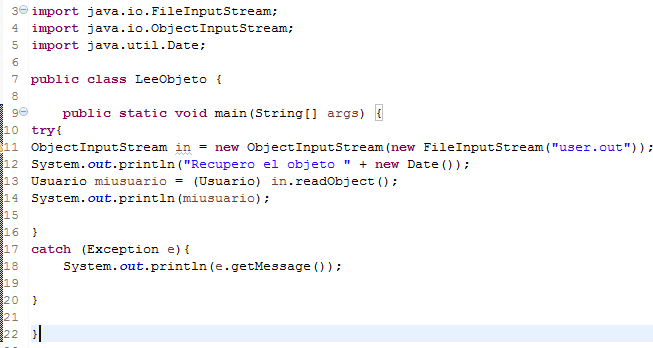 3 import java.io.FileInputStream;
4 import java.io.ObjectInputStream;
5 import java.util.Date;
6
7 public class LeeObjeto {
8
9 public static void main(String[] args) {
10 try{
11 ObjectInputStream in = new ObjectInputStream(new FileInputStream("user.out"));
12 System.out.println("Recupero el objeto " + new Date());
13 Usuario miusuario = (Usuario) in.readObject();
14 System.out.println(miusuario);
15
16 }
17 catch (Exception e){
18 System.out.println(e.getMessage());
19
20 }
21
22 }